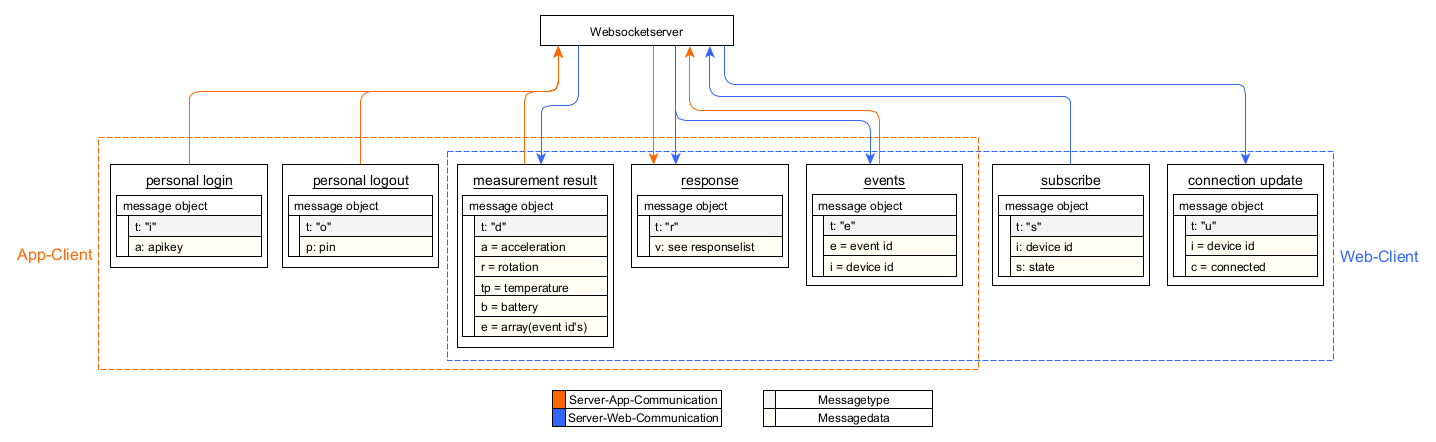 Websocketserver
App-Client
personal login
message object
t: "i"
a: apikey
personal logout
message object
t: "o"
p: pin
measurement result
message object
t: "d"
a = acceleration
r = rotation
tp = temperature
b = battery
e = array(event id's)
response
message object
t: "r"
v: see responselist
events
message object
t: "e"
e = event id
i = device id
subscribe
message object
t: "s"
i: device id
s: state
connection update
message object
t: "u"
i = device id
c = connected
Web-Client
Server-App-Communication
Server-Web-Communication
Messagetype
Messagedata